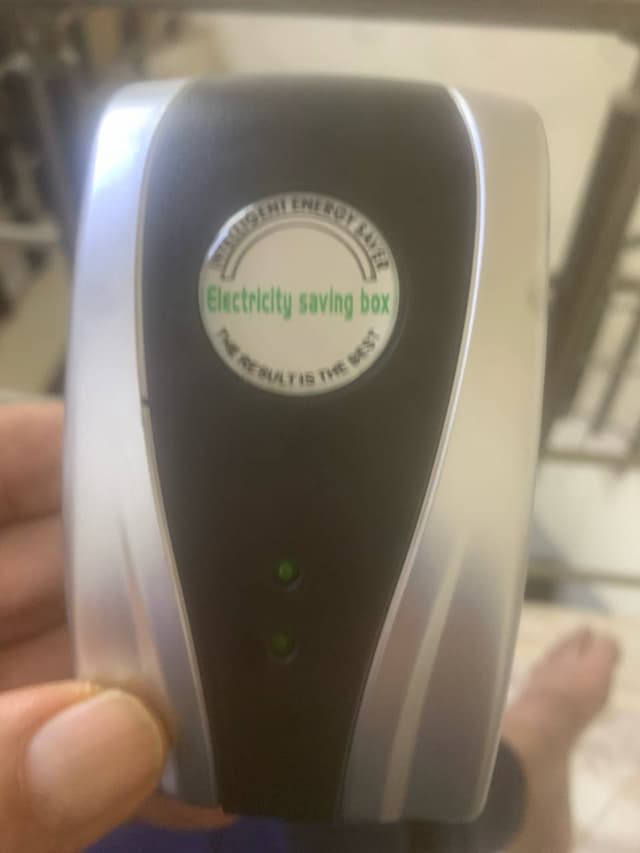 INTELLIGENT ENERGY SAVER
Electricity saving box
THE RESULT IS THE BEST